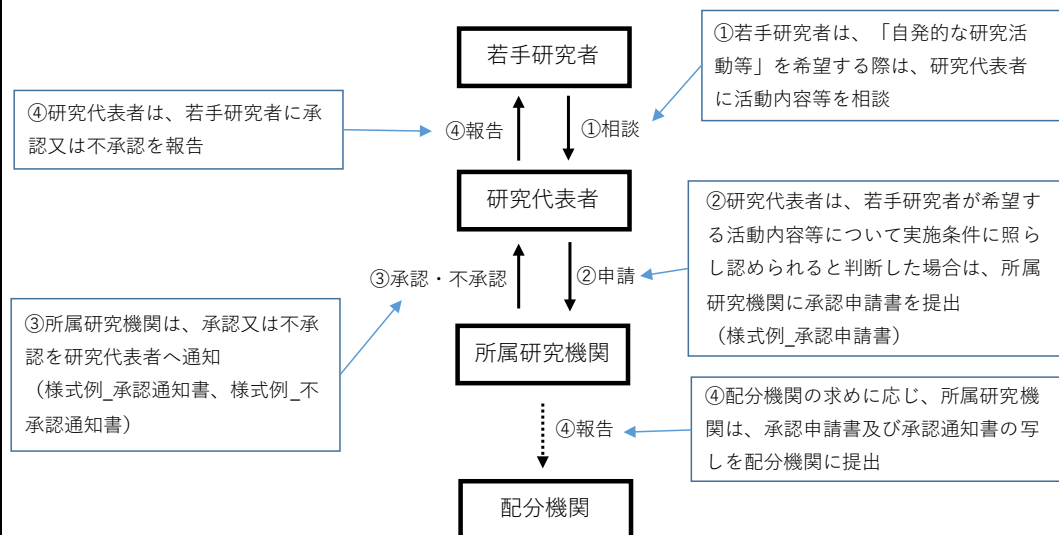 若手研究者
①若手研究者は、「自発的な研究活
動等」を希望する際は、研究代表者
に活動内容等を相談
④研究代表者は、若手研究者に承
認又は不承認を報告
④報告
①相談
研究代表者
②研究代表者は、若手研究者が希望す
る活動内容等について実施条件に照ら
し認められると判断した場合は、所属
研究機関に承認申請書を提出
（様式例_承認申請書）
③承認・不承認
②申請
③所属研究機関は、承認又は不承
認を研究代表者へ通知
（様式例_承認通知書、様式例_不
承認通知書）
所属研究機関
④配分機関の求めに応じ、所属研究機
関は、承認申請書及び承認通知書の写
しを配分機関に提出
④報告
配分機関